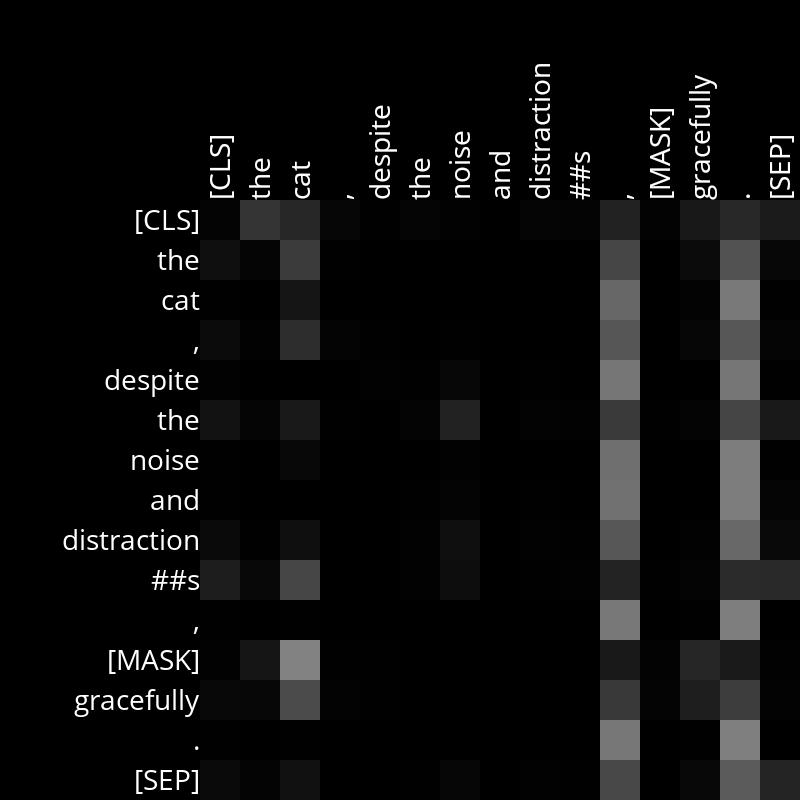 [CLS]
the
cat
,
despite
the
noise
and
distraction
##s
,
[MASK]
gracefully
.
[SEP]
[CLS]
the
cat
,
despite
the
noise
and
distraction
##s
,
[MASK]
gracefully
.
[SEP]